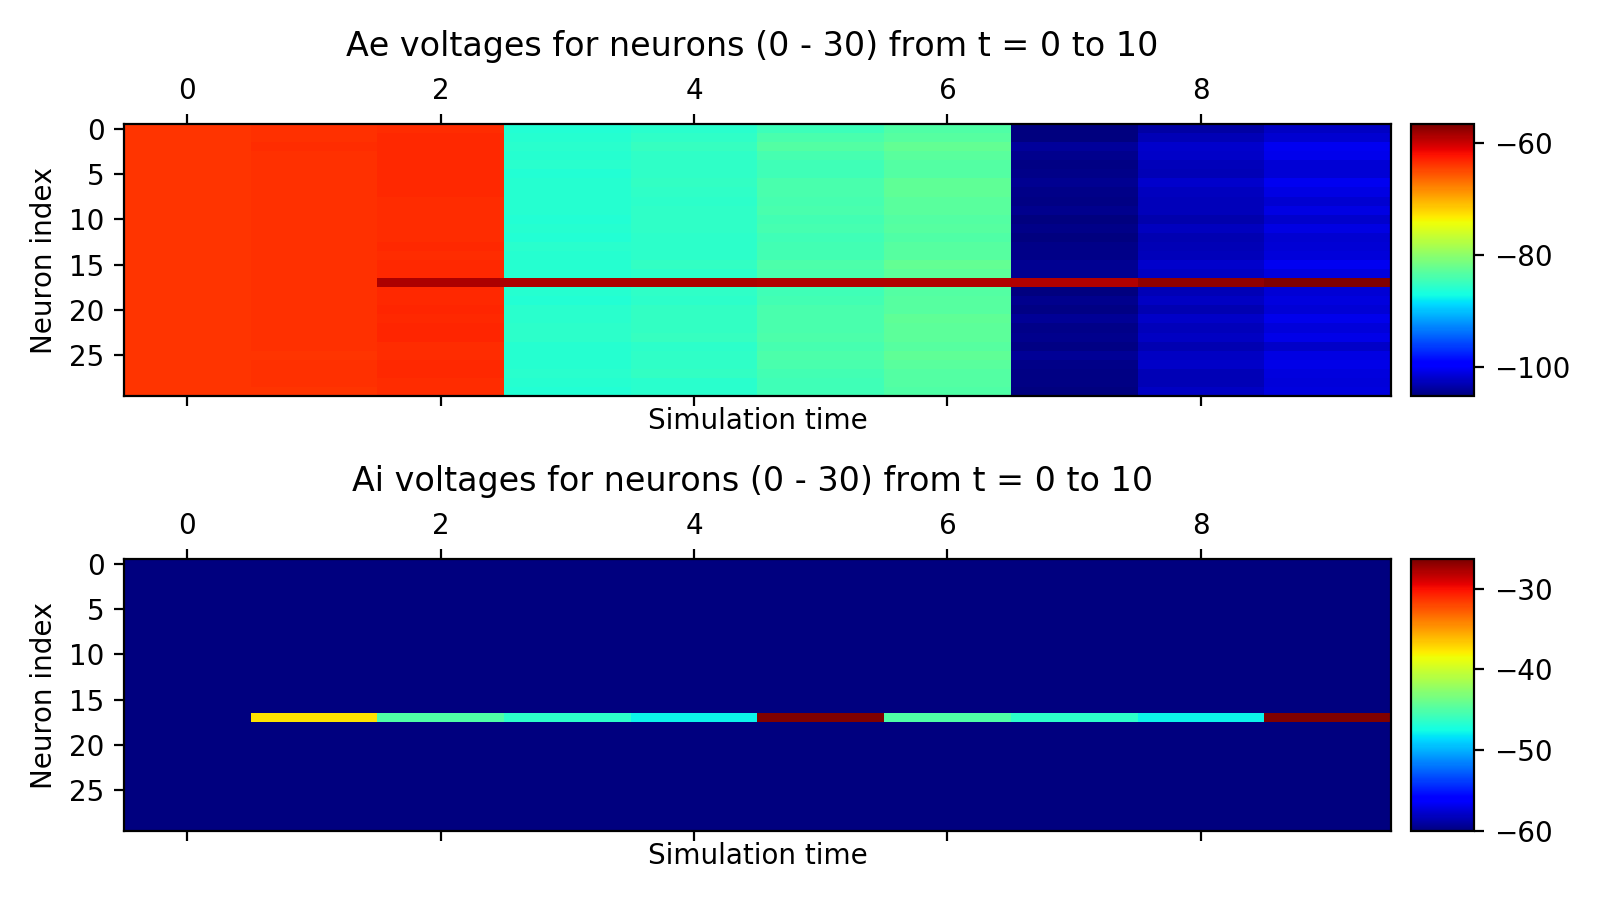 Ae voltages for neurons (0 - 30) from t = 0 to 10
0 2 4 6 8
Neuron index
0
5
10
15
20
25
Simulation time
−60
−80
−100
Ai voltages for neurons (0 - 30) from t = 0 to 10
0 2 4 6 8
Neuron index
0
5
10
15
20
25
Simulation time
−30
−40
−50
−60